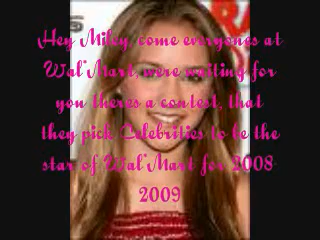 Hey Miley, come everyones at
Wal*Mart, were waiting for
you theres a contest, that
they pick Celebrities to be the
star of Wal*Mart for 2008
2009